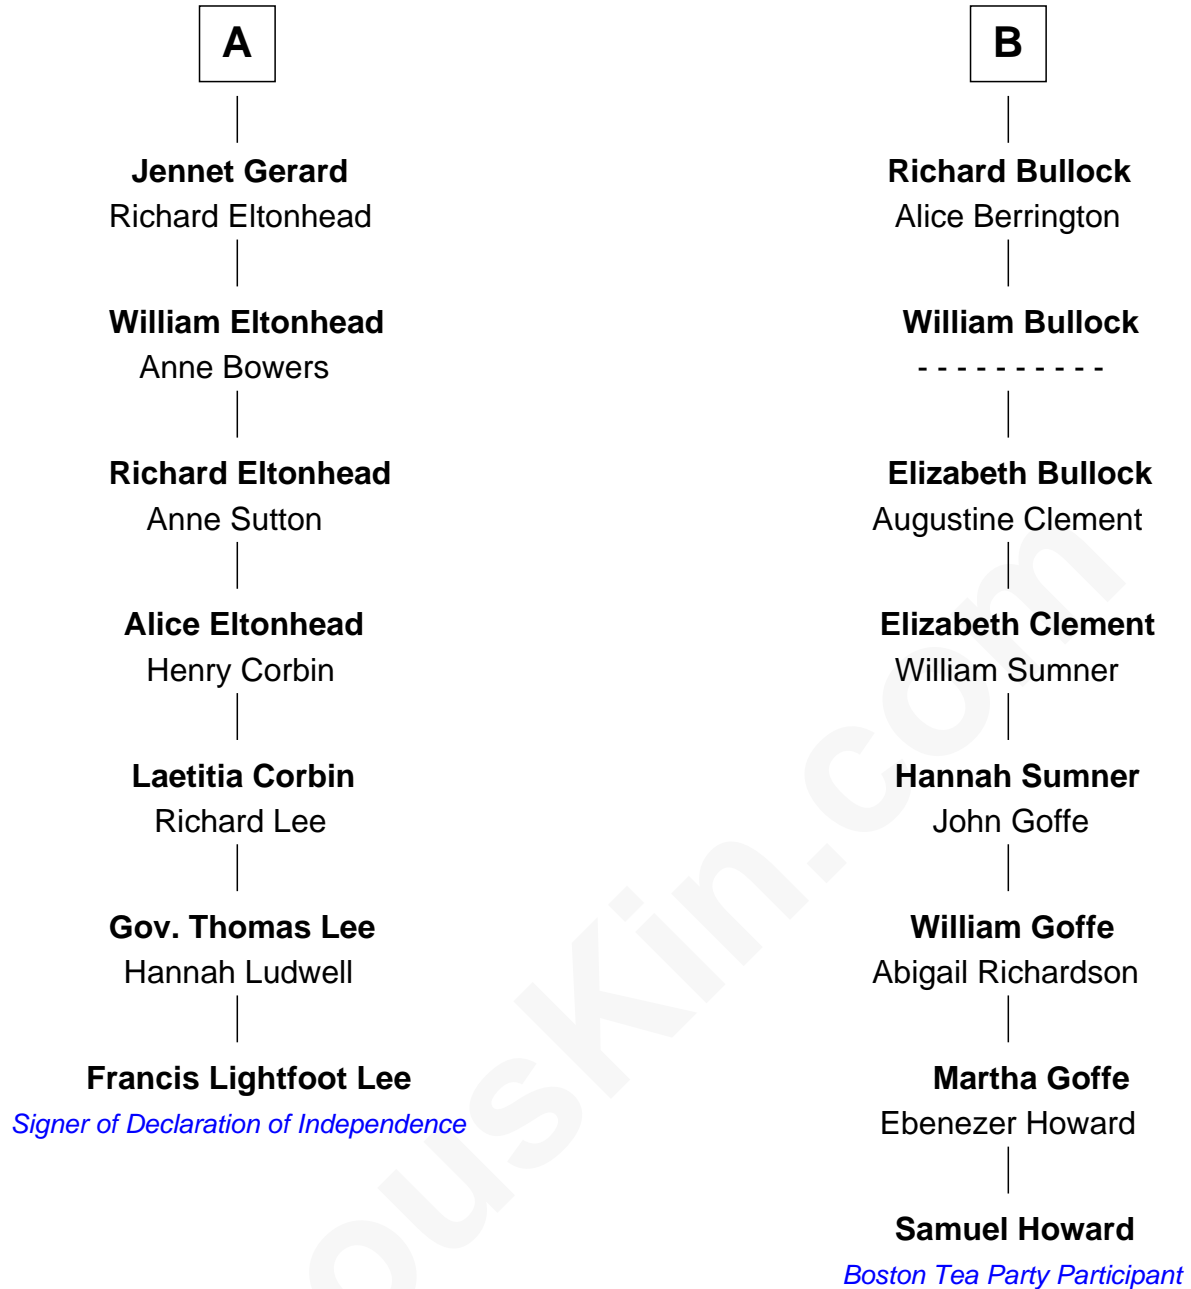 A
Jennet Gerard
Richard Eltonhead
William Eltonhead
Anne Bowers
Richard Eltonhead
Anne Sutton
Alice Eltonhead
Henry Corbin
Laetitia Corbin
Richard Lee
Gov. Thomas Lee
Hannah Ludwell
Francis Lightfoot Lee
Signer of Declaration of Independence
B
Richard Bullock
Alice Berrington
William Bullock
- - - - - - - - - -
Elizabeth Bullock
Augustine Clement
Elizabeth Clement
William Sumner
Hannah Sumner
John Goffe
William Goffe
Abigail Richardson
Martha Goffe
Ebenezer Howard
Samuel Howard
Boston Tea Party Participant
ousKin.com